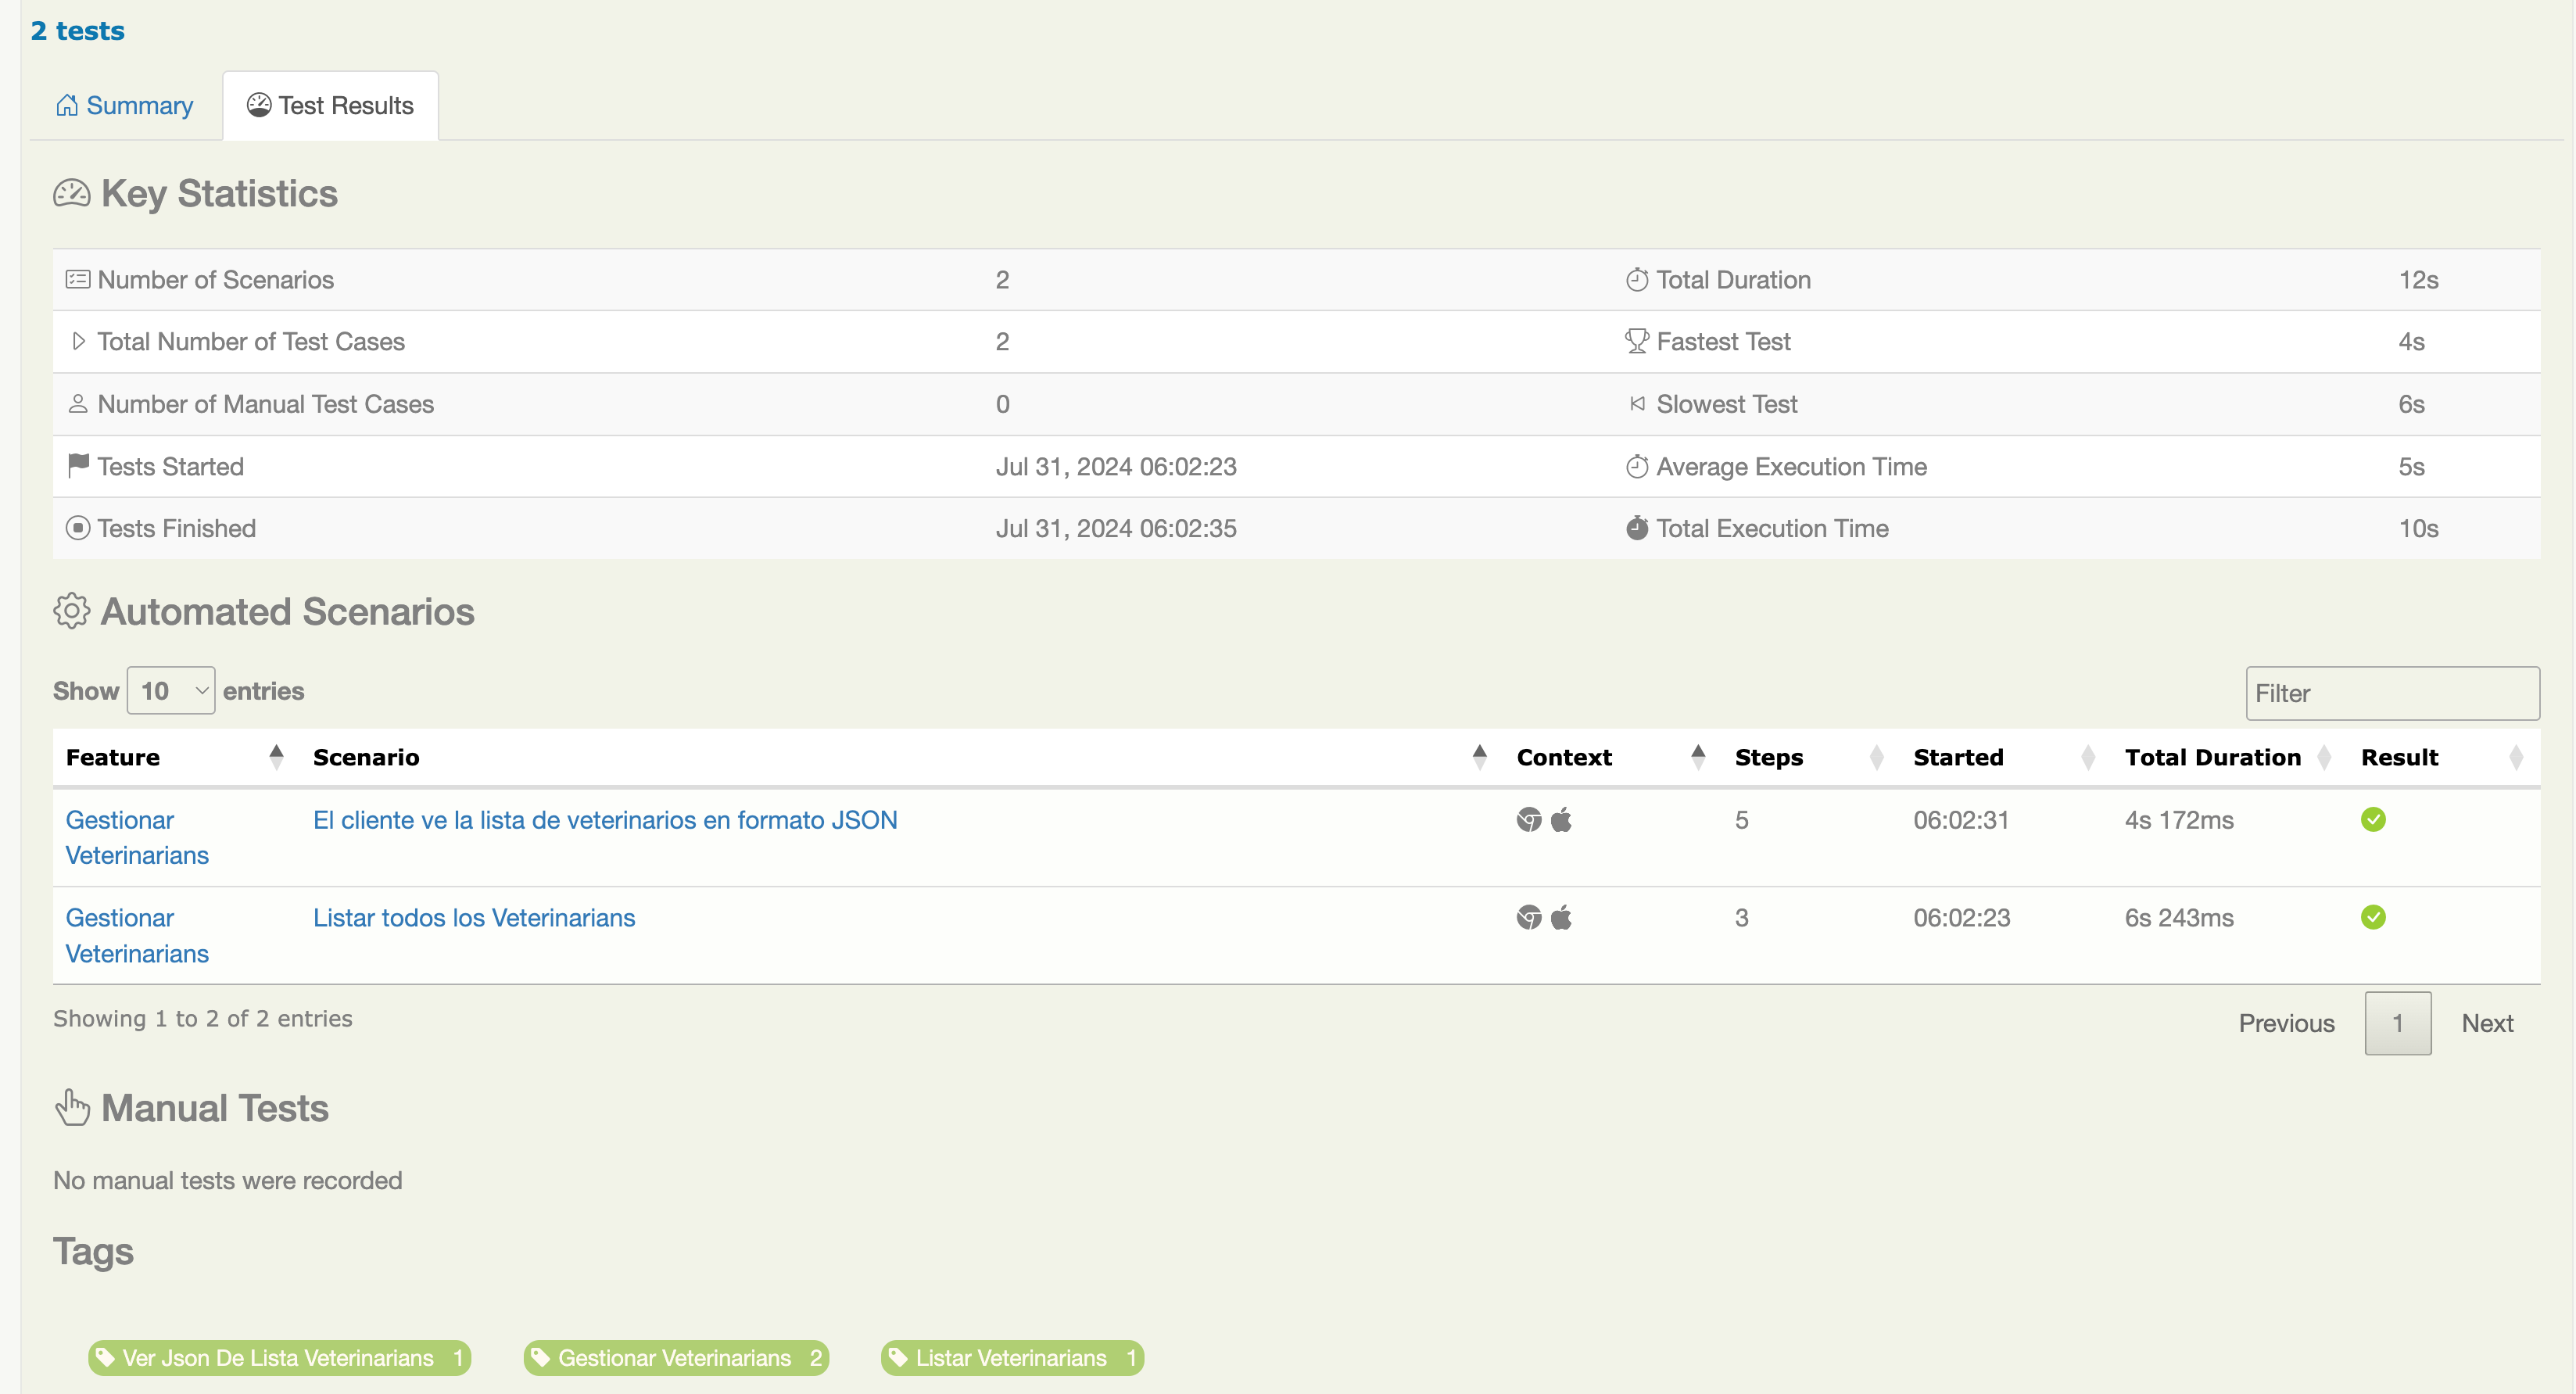 2 tests
Summary
Test Results
Key Statistics
Number of Scenarios 2 Total Duration 12s
Total Number of Test Cases 2 Fastest Test 4s
Number of Manual Test Cases 0 Slowest Test 6s
Tests Started Jul 31, 2024 06:02:23 Average Execution Time 5s
Tests Finished Jul 31, 2024 06:02:35 Total Execution Time 10s
Automated Scenarios
Show 10 entries
Filter
Feature Scenario Context Steps Started Total Duration Result
Gestionar El cliente ve la lista de veterinarios en formato JSON 5 06:02:31 4s 172ms
Veterinarians
Gestionar Listar todos los Veterinarians 3 06:02:23 6s 243ms
Veterinarians
Showing 1 to 2 of 2 entries
Previous 1 Next
Manual Tests
No manual tests were recorded
Tags
Ver Json De Lista Veterinarians 1 Gestionar Veterinarians 2 Listar Veterinarians 1